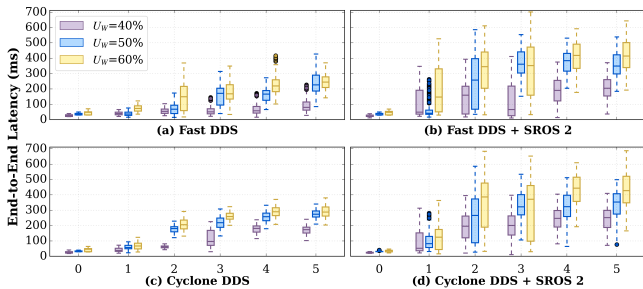 End-to-End Latency (ms)
700
600
500
400
300
200
100
0
U_W=40%
U_W=50%
U_W=60%
(a) Fast DDS
(b) Fast DDS + SROS 2
700
600
500
400
300
200
100
0
0 1 2 3 4 5
(c) Cyclone DDS
0 1 2 3 4 5
(d) Cyclone DDS + SROS 2